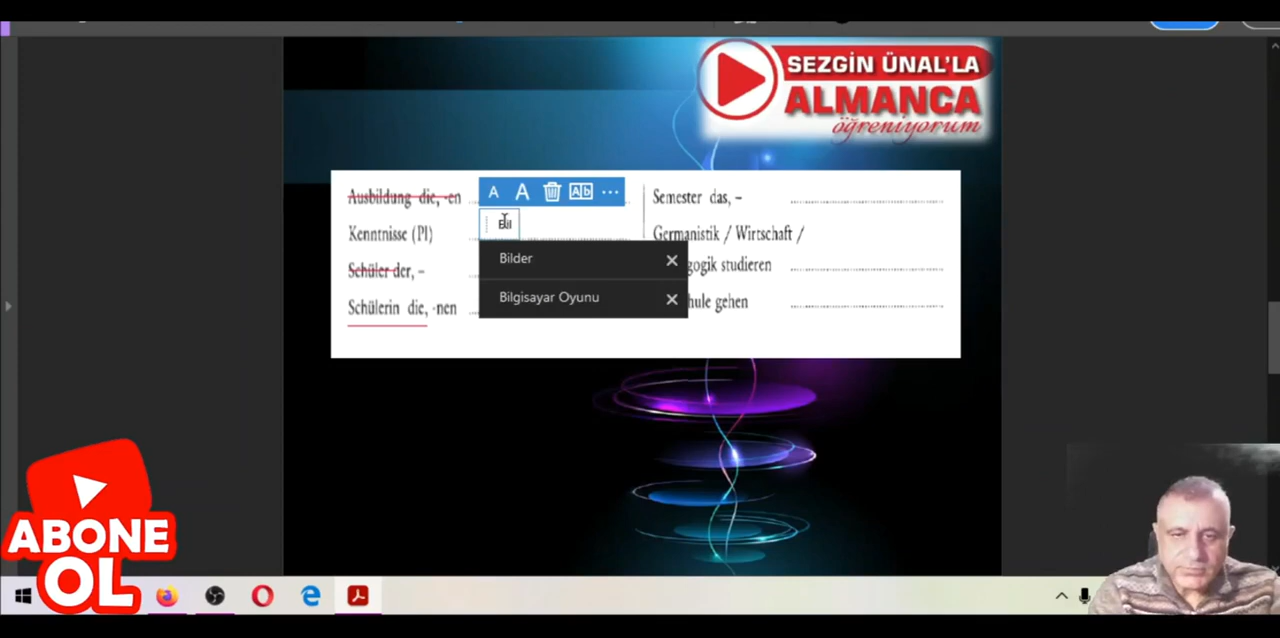 SEZGİN ÜNAL'LA
ALMANCA
öğreniyorum
Ausbildung die, -en
Kenntnisse (Pl)
Schüler der, –
Schülerin die, -nen
A A Ab ...
Bil
Bilder
Bilgisayar Oyunu
Semester das, –
Germanistik / Wirtschaft /
gogik studieren
hule gehen
ABONE
OL